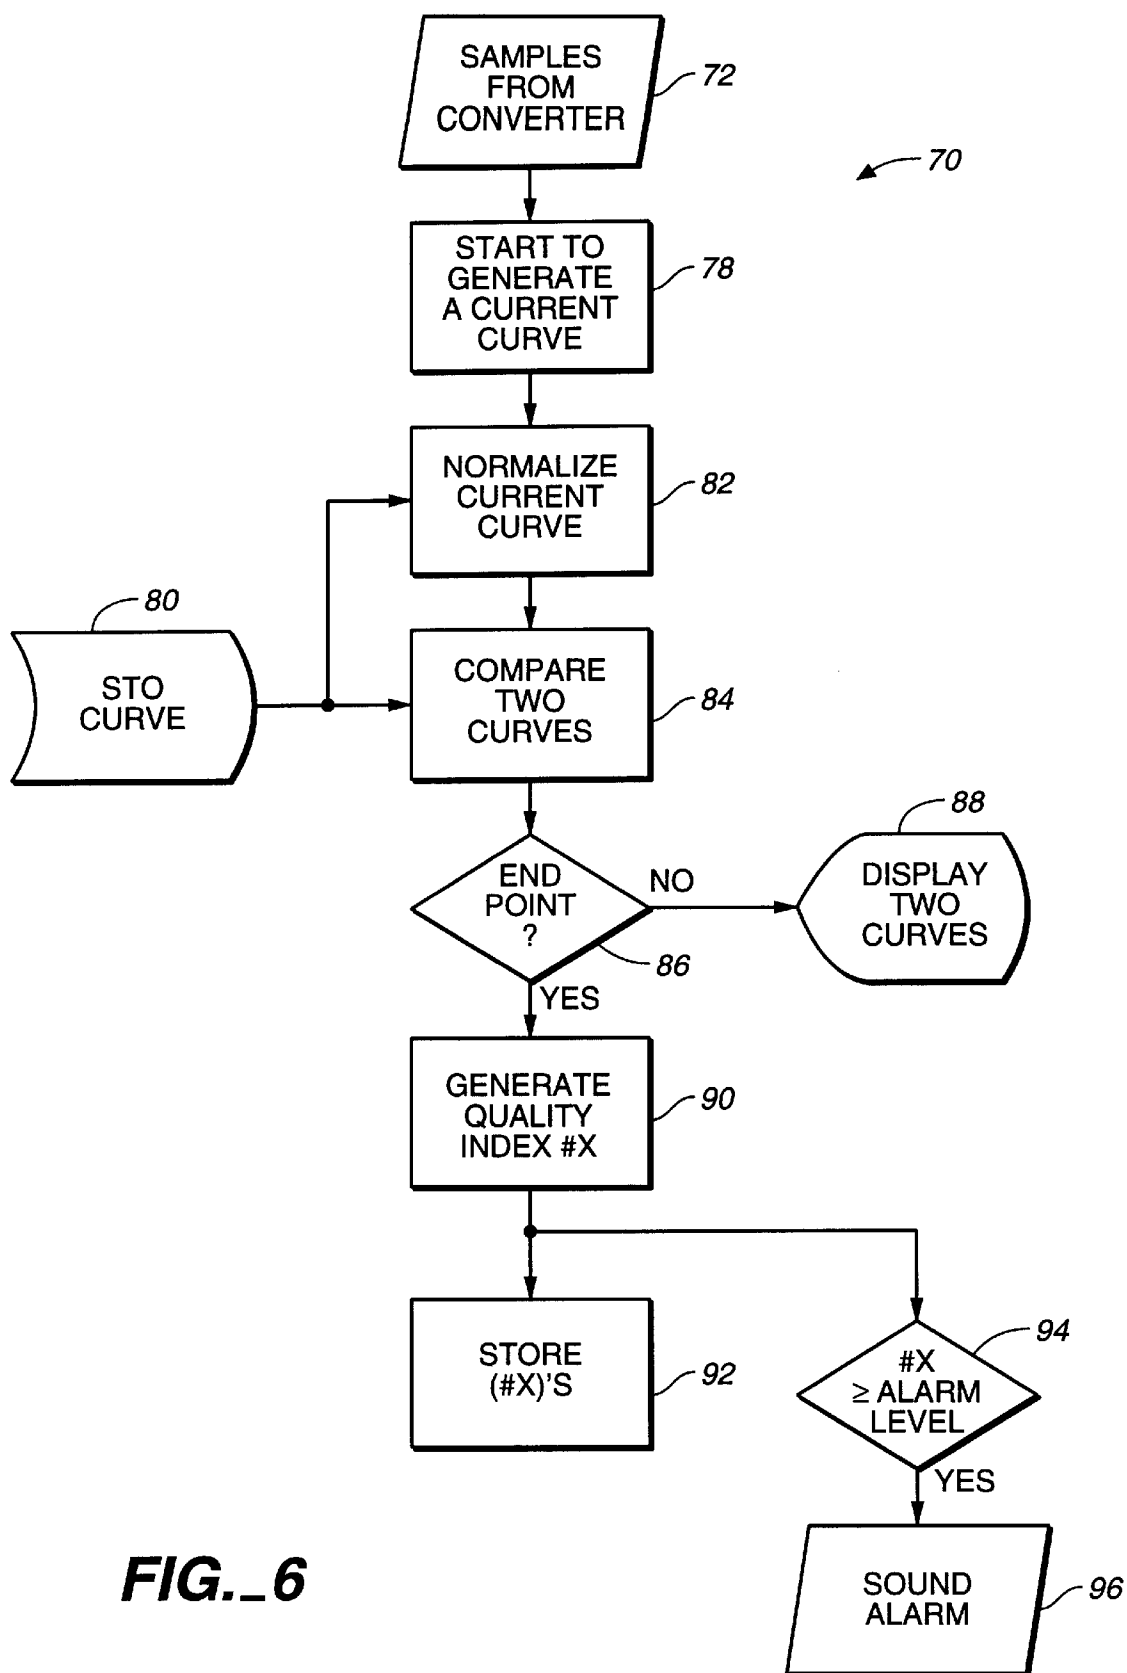 SAMPLES
FROM
CONVERTER
72
70
START TO
GENERATE
A CURRENT
CURVE
78
NORMALIZE
CURRENT
CURVE
82
80
STO
CURVE
COMPARE
TWO
CURVES
84
END
POINT
?
NO
86
YES
88
DISPLAY
TWO
CURVES
GENERATE
QUALITY
INDEX #X
90
STORE
(#X)'S
92
94
#X
≥ ALARM
LEVEL
YES
SOUND
ALARM
96
FIG._6